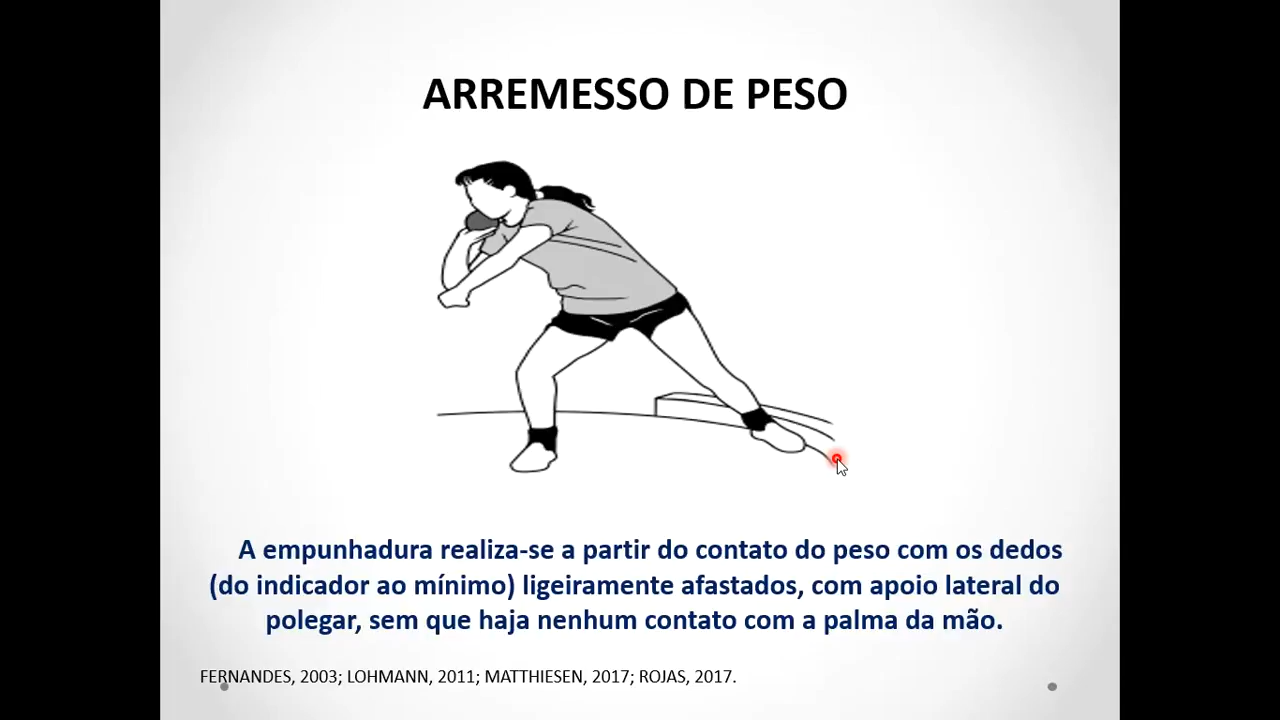 ARREMESSO DE PESO
A empunhadura realiza-se a partir do contato do peso com os dedos
(do indicador ao mínimo) ligeiramente afastados, com apoio lateral do
polegar, sem que haja nenhum contato com a palma da mão.
FERNANDES, 2003; LOHMANN, 2011; MATTHIESEN, 2017; ROJAS, 2017.